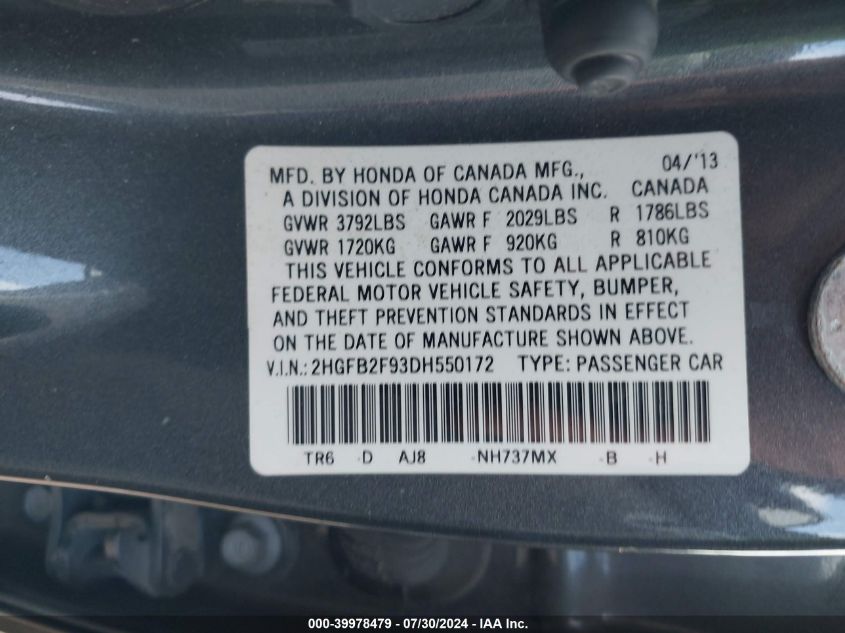 MFD. BY HONDA OF CANADA MFG., 04/'13
A DIVISION OF HONDA CANADA INC. CANADA
GVWR 3792LBS GAWR F 2029LBS R 1786LBS
GVWR 1720KG GAWR F 920KG R 810KG
THIS VEHICLE CONFORMS TO ALL APPLICABLE
FEDERAL MOTOR VEHICLE SAFETY, BUMPER,
AND THEFT PREVENTION STANDARDS IN EFFECT
ON THE DATE OF MANUFACTURE SHOWN ABOVE.
V.I.N.: 2HGFB2F93DH550172 TYPE: PASSENGER CAR
TR6 -D AJ8 -NH737MX -B -H
000-39978479 / 07/30/2024 - IAA Inc.